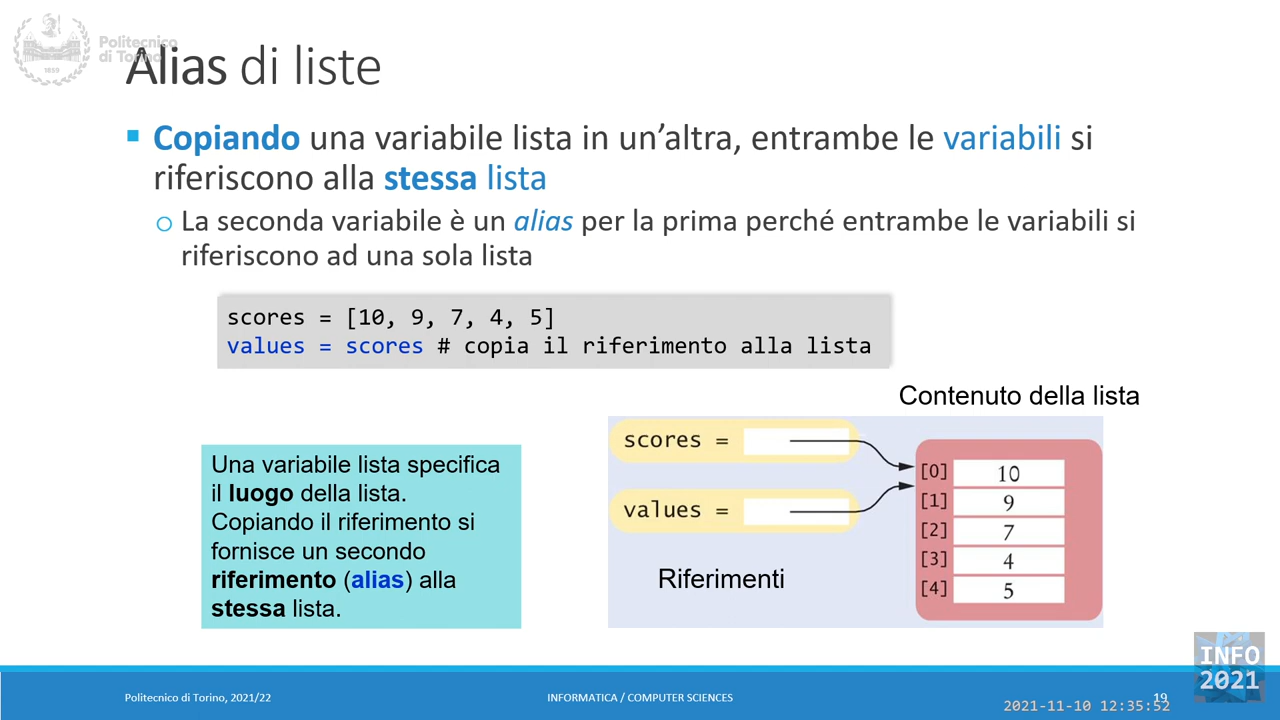 Politecnico
di Torino
1859
Alias di liste
Copiando una variabile lista in un’altra, entrambe le variabili si
riferiscono alla stessa lista
La seconda variabile è un alias per la prima perché entrambe le variabili si
riferiscono ad una sola lista
scores = [10, 9, 7, 4, 5]
values = scores # copia il riferimento alla lista
Contenuto della lista
Una variabile lista specifica
il luogo della lista.
Copiando il riferimento si
fornisce un secondo
riferimento (alias) alla
stessa lista.
scores =
values =
Riferimenti
[0] 10
[1] 9
[2] 7
[3] 4
[4] 5
INFO
2021
Politecnico di Torino, 2021/22
INFORMATICA / COMPUTER SCIENCES
19
2021-11-10 12:35:52